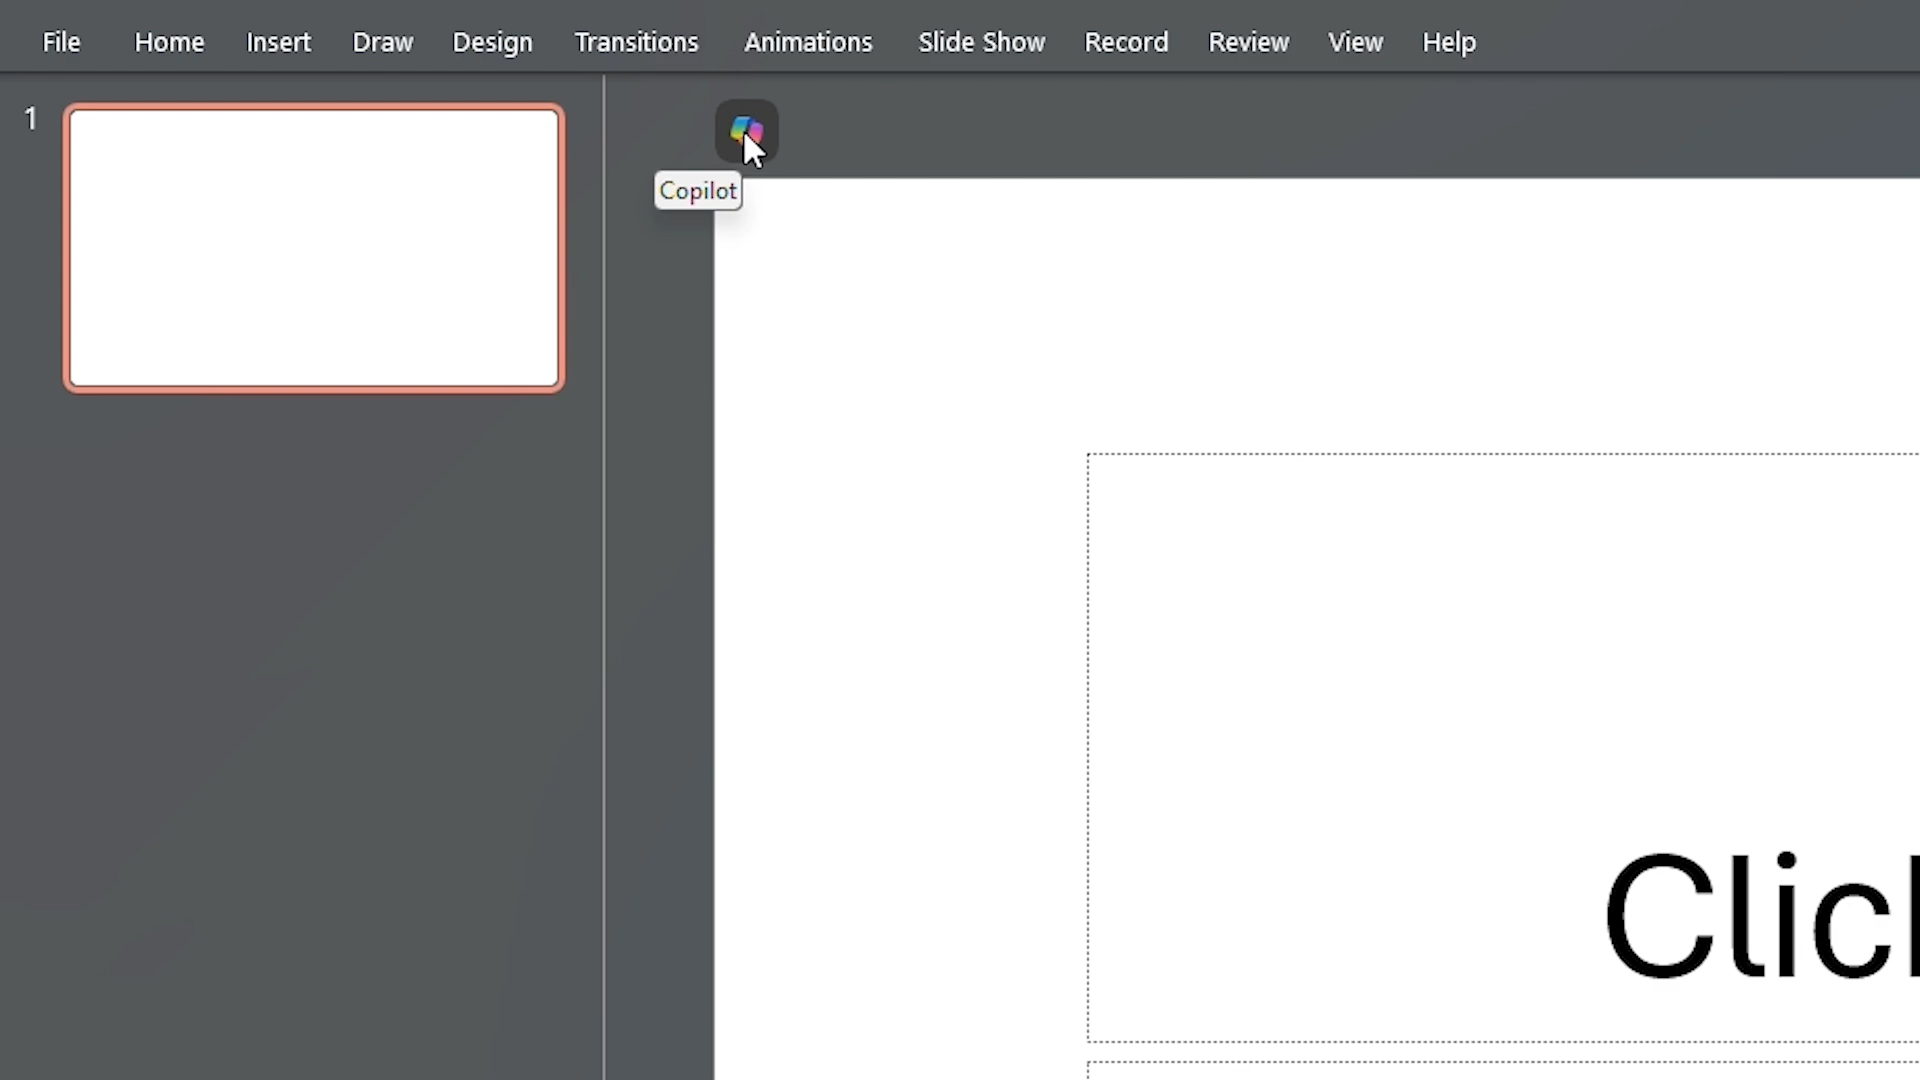 File Home Insert Draw Design Transitions Animations Slide Show Record Review View Help
1
Copilot
Clic